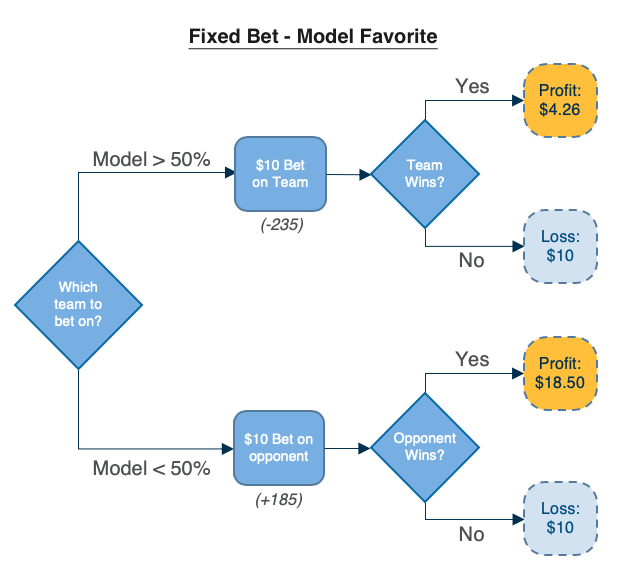 Fixed Bet - Model Favorite
Yes
Profit:
$4.26
Model > 50%
$10 Bet
on Team
Team
Wins?
(-235)
Loss:
$10
No
Which
team to
bet on?
Yes
Profit:
$18.50
$10 Bet on
opponent
Opponent
Wins?
Model < 50%
(+185)
Loss:
$10
No